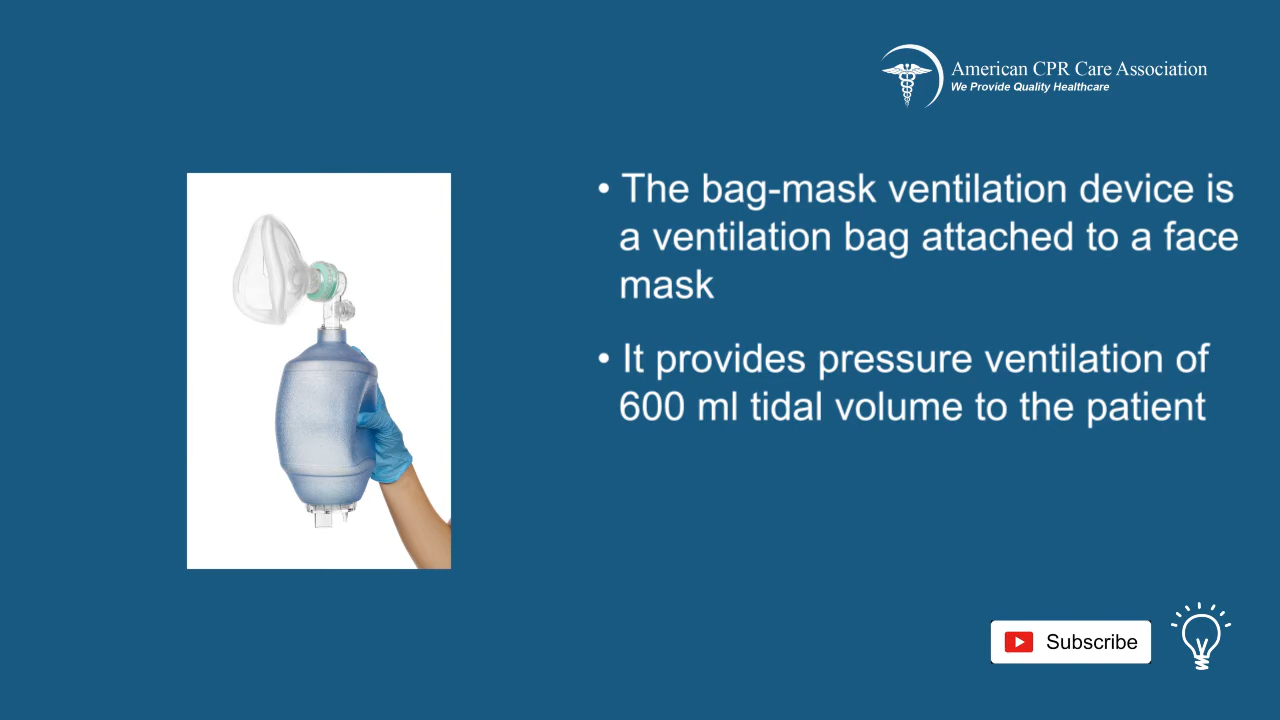 American CPR Care Association
We Provide Quality Healthcare
• The bag-mask ventilation device is
a ventilation bag attached to a face
mask
• It provides pressure ventilation of
600 ml tidal volume to the patient
Subscribe